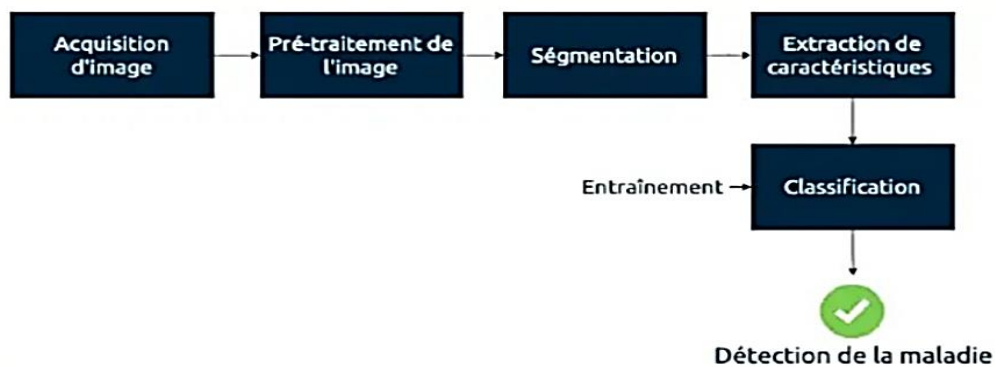 Acquisition
d'image
Pré-traitement de
l'image
Ségmentation
Extraction de
caractéristiques
Entraînement
Classification
Détection de la maladie